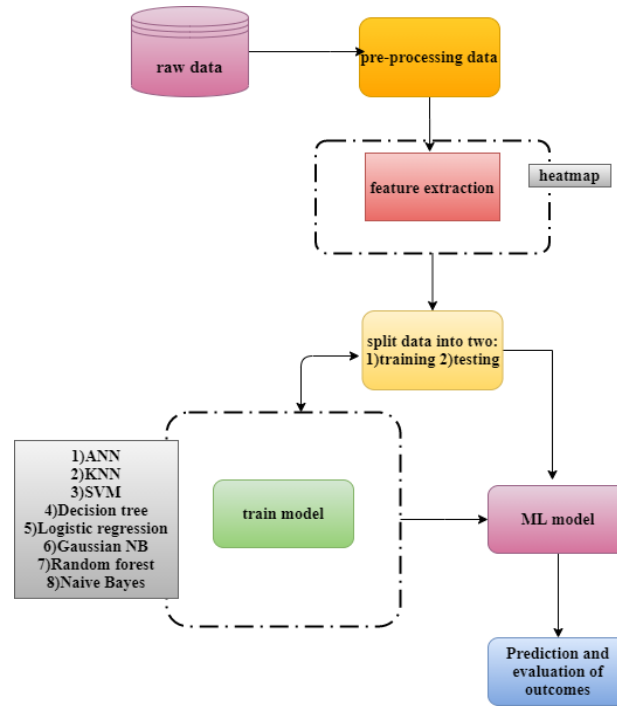 raw data
pre-processing data
feature extraction
heatmap
split data into two:
1)training 2)testing
1)ANN
2)KNN
3)SVM
4)Decision tree
5)Logistic regression
6)Gaussian NB
7)Random forest
8)Naive Bayes
train model
ML model
Prediction and
evaluation of
outcomes